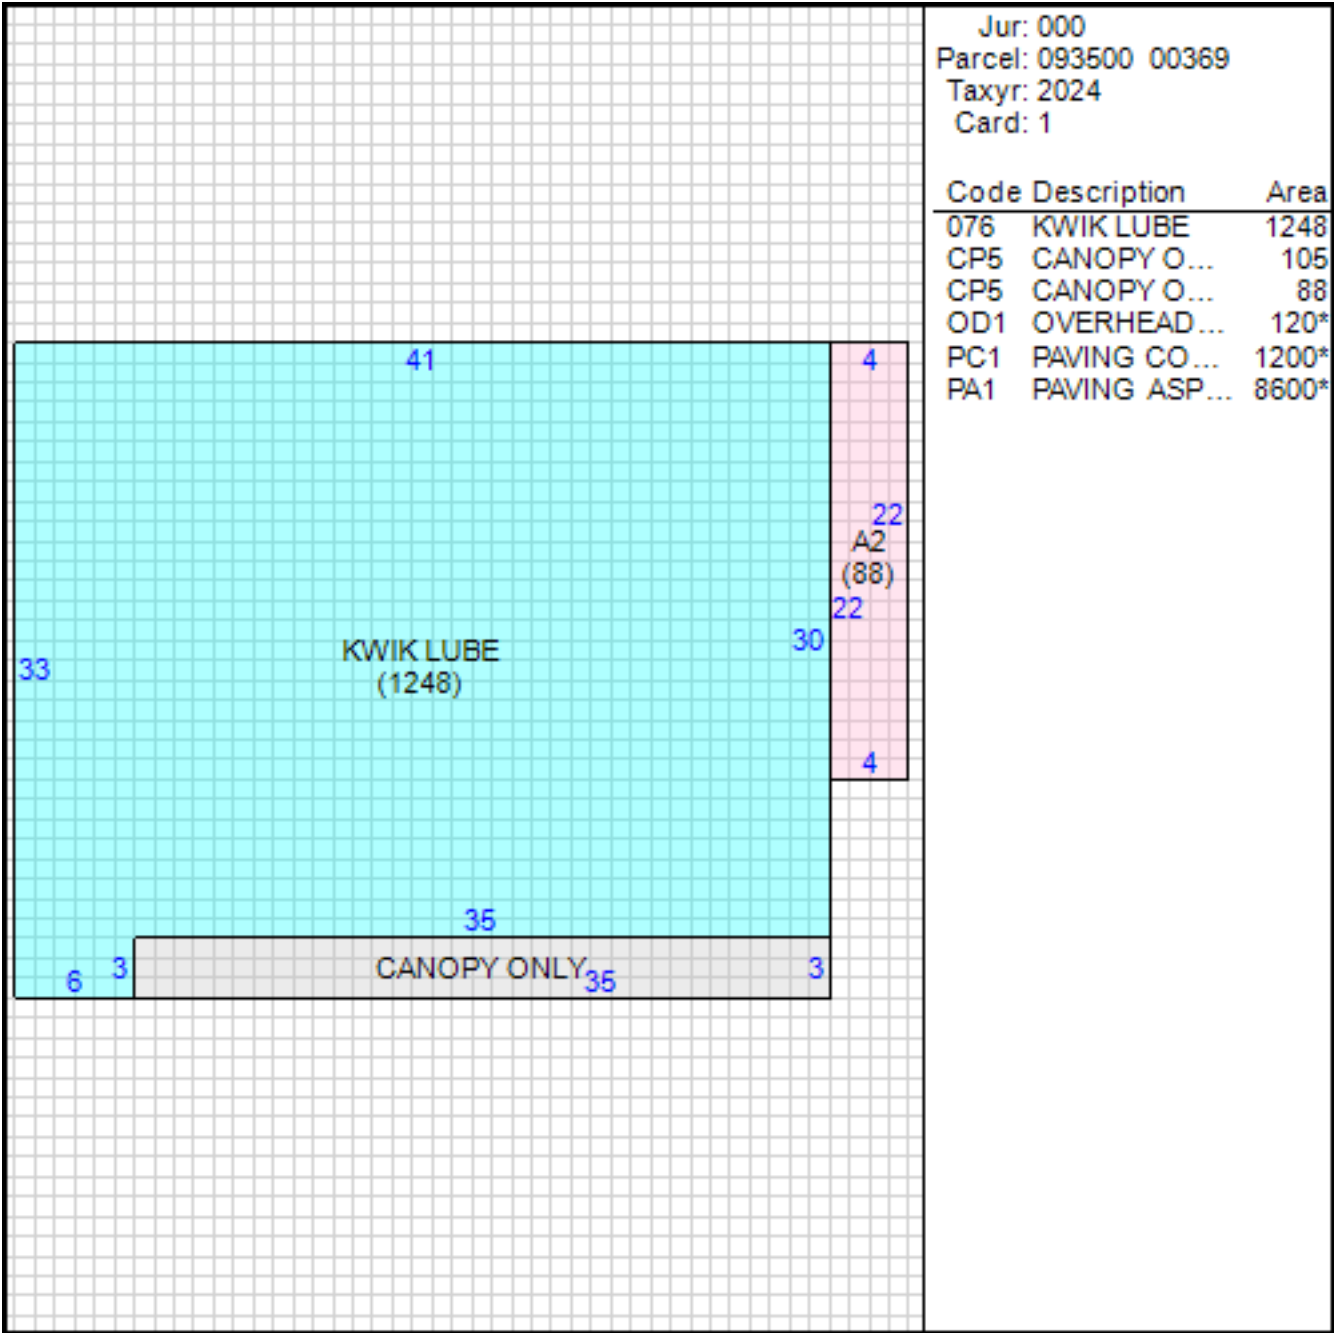 Jur: 000
Parcel: 093500 00369
Taxyr: 2024
Card: 1
Code Description Area
076 KWIK LUBE 1248
CP5 CANOPY O... 105
CP5 CANOPY O... 88
OD1 OVERHEAD... 120*
PC1 PAVING CO... 1200*
PA1 PAVING ASP... 8600*
41
4
22
A2
(88)
22
30
KWIK LUBE
(1248)
33
4
35
6
3
CANOPY ONLY
35
3